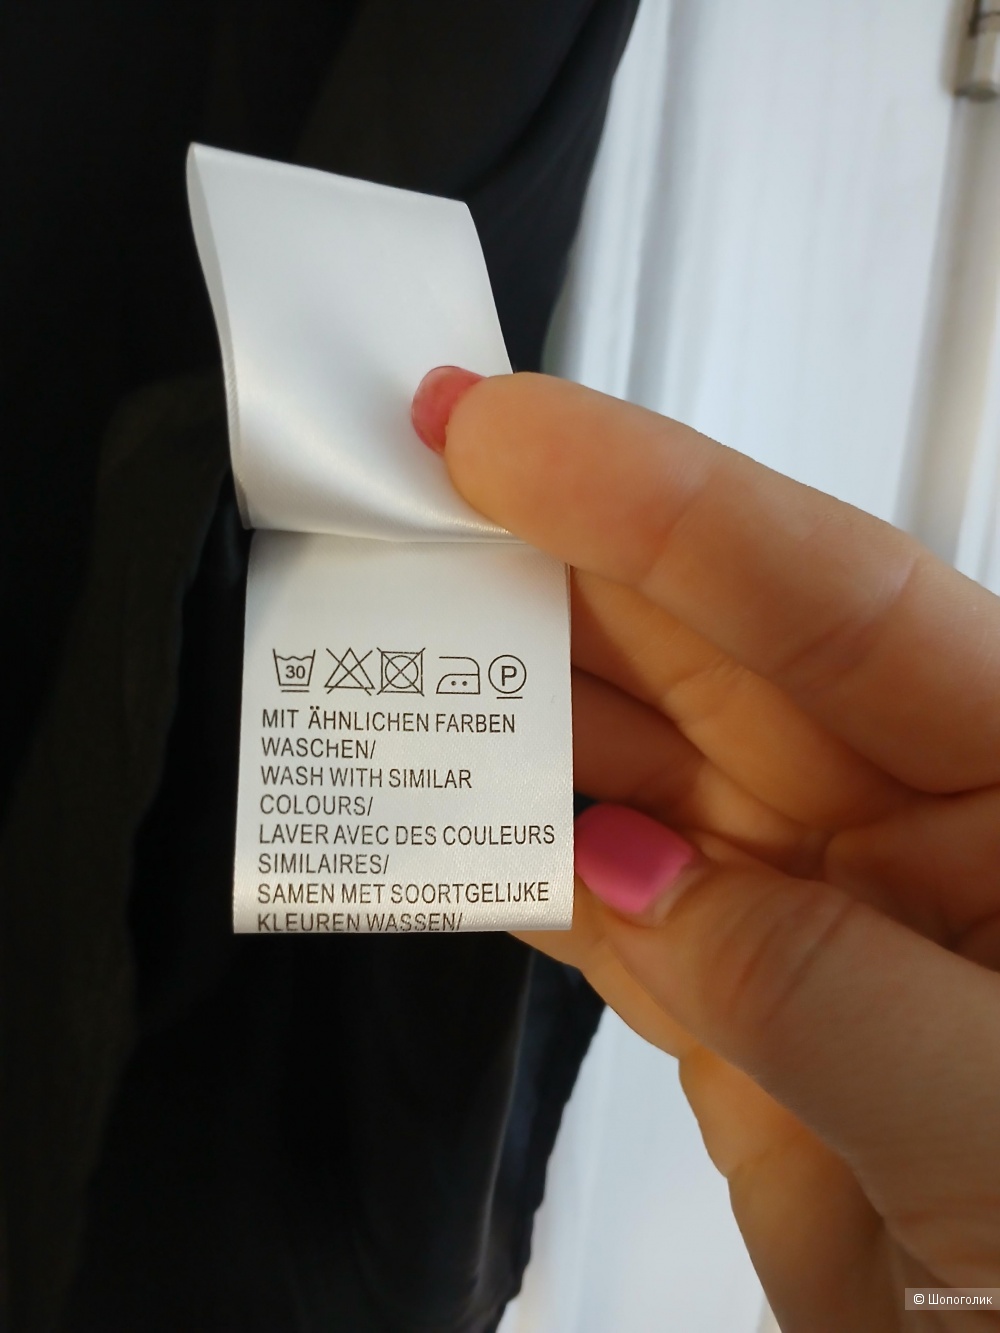 30 P
MIT ÄHNLICHEN FARBEN
WASCHEN/
WASH WITH SIMILAR
COLOURS/
LAVER AVEC DES COULEURS
SIMILAIRES/
SAMEN MET SOORTGELIJKE
KLEUREN WASSEN/
© Шопоголик